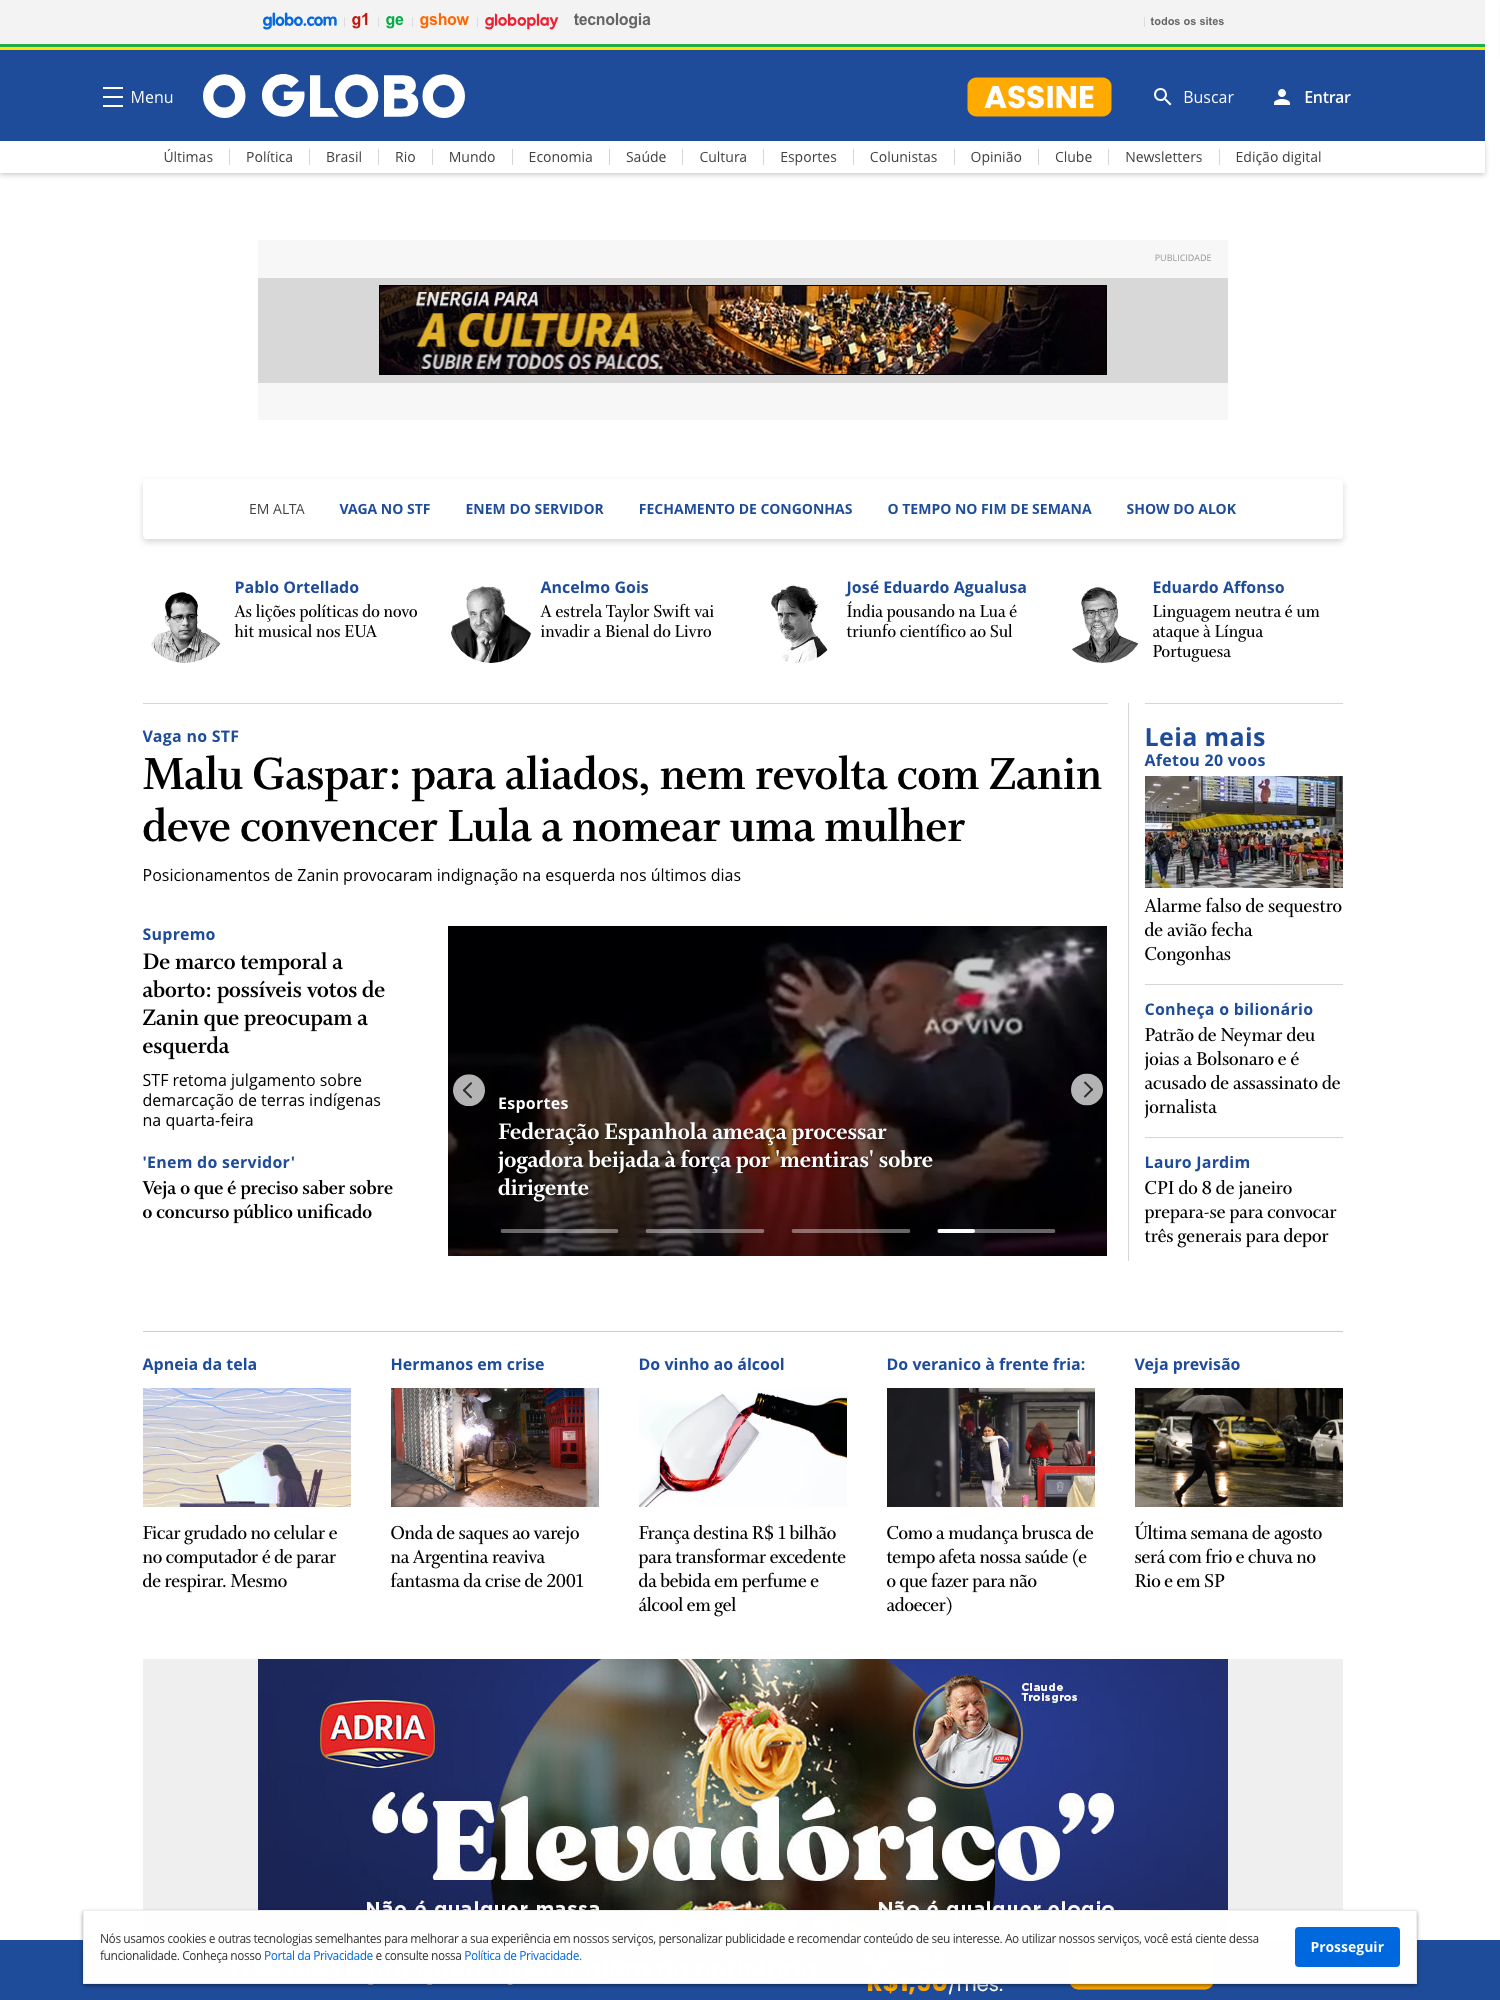 globo.com g1 ge gshow globoplay tecnologia todos os sites
Menu O GLOBO ASSINE Buscar Entrar
Últimas Política Brasil Rio Mundo Economia Saúde Cultura Esportes Colunistas Opinião Clube Newsletters Edição digital
PUBLICIDADE
ENERGIA PARA
A CULTURA
SUBIR EM TODOS OS PALCOS.
EM ALTA VAGA NO STF ENEM DO SERVIDOR FECHAMENTO DE CONGONHAS O TEMPO NO FIM DE SEMANA SHOW DO ALOK
Pablo Ortellado
As lições políticas do novo
hit musical nos EUA
Ancelmo Gois
A estrela Taylor Swift vai
invadir a Bienal do Livro
José Eduardo Agualusa
Índia pousando na Lua é
triunfo científico ao Sul
Eduardo Affonso
Linguagem neutra é um
ataque à Língua
Portuguesa
Vaga no STF
Malu Gaspar: para aliados, nem revolta com Zanin
deve convencer Lula a nomear uma mulher
Posicionamentos de Zanin provocaram indignação na esquerda nos últimos dias
Supremo
De marco temporal a
aborto: possíveis votos de
Zanin que preocupam a
esquerda
STF retoma julgamento sobre
demarcação de terras indígenas
na quarta-feira
'Enem do servidor'
Veja o que é preciso saber sobre
o concurso público unificado
S
AO VIVO
Esportes
Federação Espanhola ameaça processar
jogadora beijada à força por 'mentiras' sobre
dirigente
Leia mais
Afetou 20 voos
Alarme falso de sequestro
de avião fecha
Congonhas
Conheça o bilionário
Patrão de Neymar deu
joias a Bolsonaro e é
acusado de assassinato de
jornalista
Lauro Jardim
CPI do 8 de janeiro
prepara-se para convocar
três generais para depor
Apneia da tela
Ficar grudado no celular e
no computador é de parar
de respirar. Mesmo
Hermanos em crise
Onda de saques ao varejo
na Argentina reaviva
fantasma da crise de 2001
Do vinho ao álcool
França destina R$ 1 bilhão
para transformar excedente
da bebida em perfume e
álcool em gel
Do veranico à frente fria:
Como a mudança brusca de
tempo afeta nossa saúde (e
o que fazer para não
adoecer)
Veja previsão
Última semana de agosto
será com frio e chuva no
Rio e em SP
ADRIA
Claude
Troisgros
ADRIA
“Elevadórico”
Não é qualquer massa
Não é qualquer elogio
Nós usamos cookies e outras tecnologias semelhantes para melhorar a sua experiência em nossos serviços, personalizar publicidade e recomendar conteúdo de seu interesse. Ao utilizar nossos serviços, você está ciente dessa
funcionalidade. Conheça nosso Portal da Privacidade e consulte nossa Política de Privacidade.
Prosseguir
R$1,90/mês.